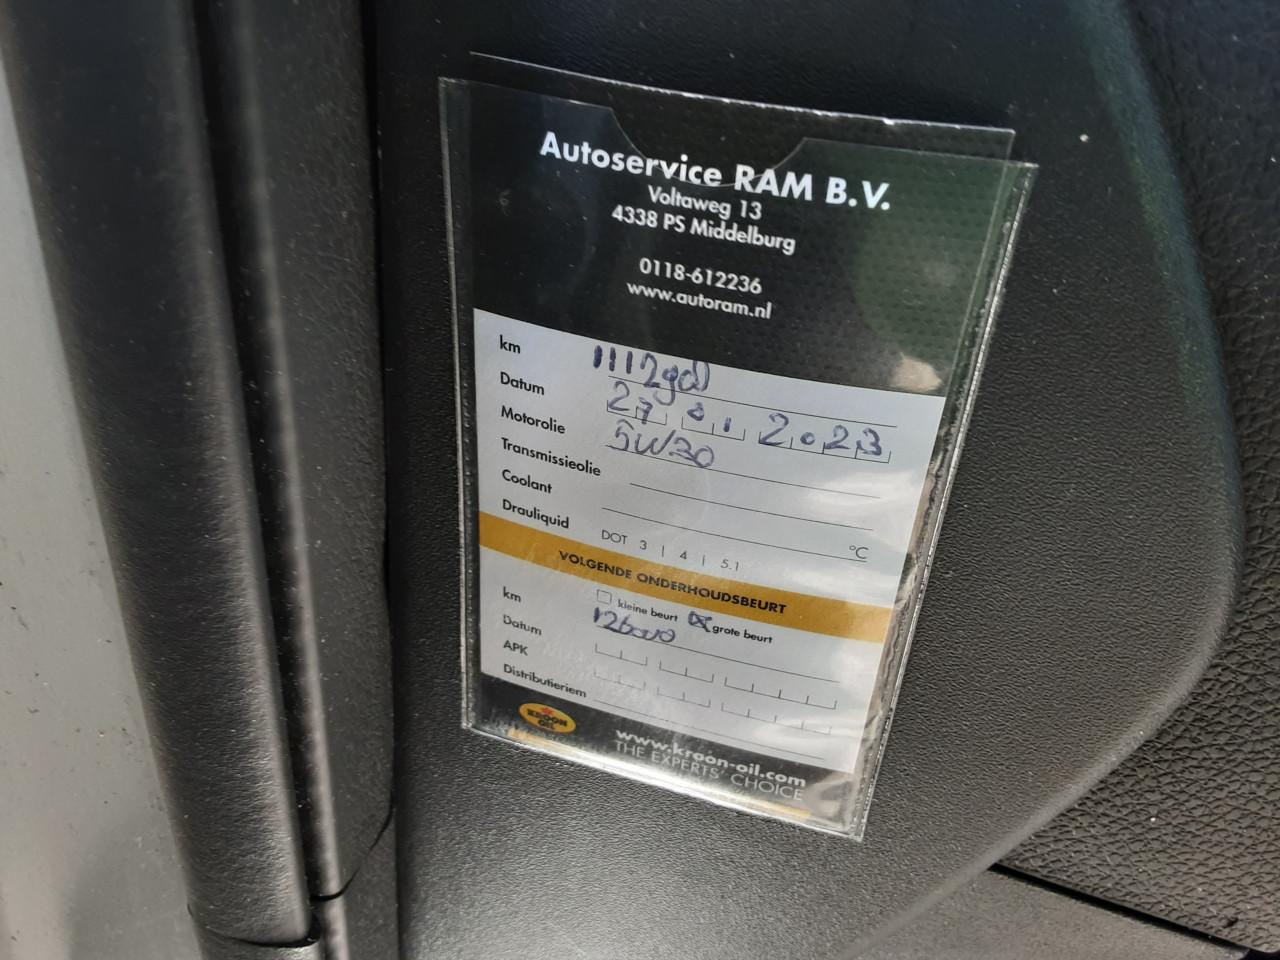 Autoservice RAM B.V.
Voltaweg 13
4338 PS Middelburg
0118-612236
www.autoram.nl
km
Datum 27 01 2023
Motorolie 5W30
Transmissieolie
Coolant °C
Drauliquid DOT 3 | 4 | 5.1
VOLGENDE ONDERHOUDSBEURT
kleine beurt grote beurt
km 126000
Datum
APK
Distributieriem
KROON OIL
www.kroon-oil.com
THE EXPERTS' CHOICE